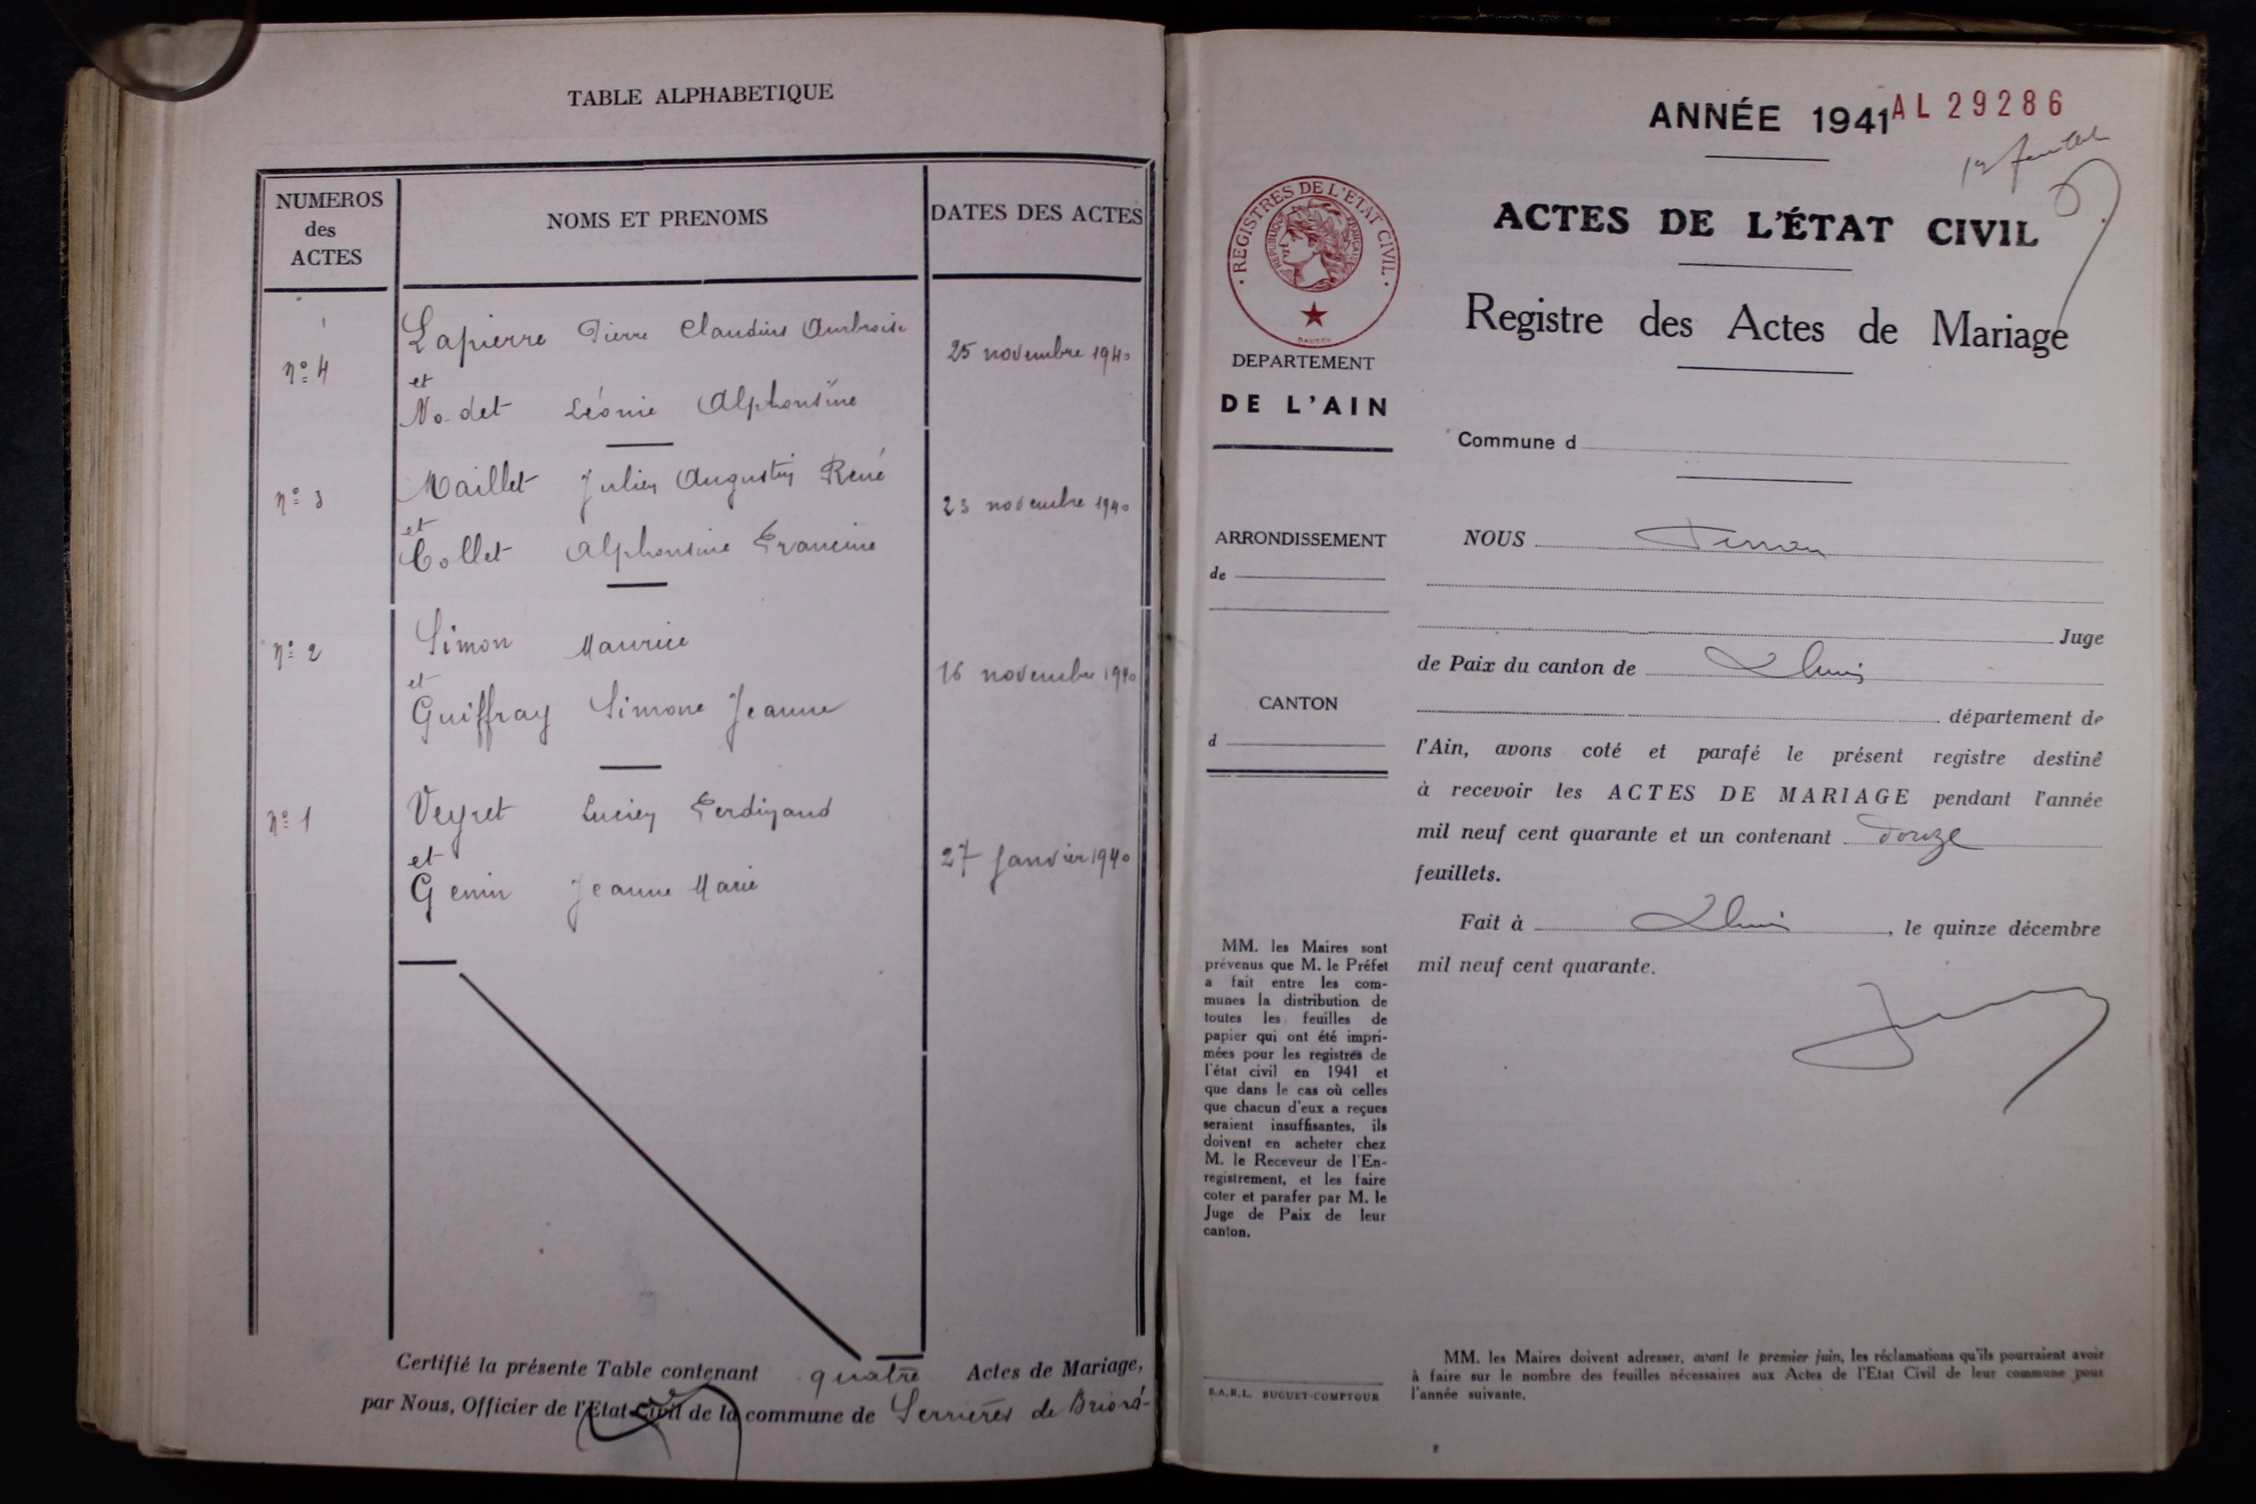 TABLE ALPHABETIQUE
NUMEROS
des
ACTES
NOMS ET PRENOMS
DATES DES ACTES
n° 4
Lapierre Pierre Claudius Ambroise
et
Nodet Léonie Alphonsine
25 novembre 1940
n° 3
Maillet Julien Augustin René
et
Collet Alphonsine Francine
23 novembre 1940
n° 2
Simon Maurice
et
Guiffray Simone Jeanne
16 novembre 1940
n° 1
Veyret Lucien Ferdinand
et
Genin Jeanne Marie
27 janvier 1940
Certifié la présente Table contenant quatre Actes de Mariage,
par Nous, Officier de l'Etat-Civil de la commune de Serrières de Briord
ANNÉE 1941
AL 29286
ACTES DE L'ÉTAT CIVIL
Registre des Actes de Mariage
REGISTRES DE L'ETAT CIVIL
REPUBLIQUE FRANÇAISE
DEPARTEMENT
DE L'AIN
Commune d
ARRONDISSEMENT
de
CANTON
d
NOUS
Juge
de Paix du canton de Lhuis
département de
l'Ain, avons coté et parafé le présent registre destiné
à recevoir les ACTES DE MARIAGE pendant l'année
mil neuf cent quarante et un contenant douze
feuillets.
Fait à Lhuis, le quinze décembre
mil neuf cent quarante.
MM. les Maires sont
prévenus que M. le Préfet
a fait entre les com-
munes la distribution de
toutes les feuilles de
papier qui ont été impri-
mées pour les registres de
l'état civil en 1941 et
que dans le cas où celles
que chacun d'eux a reçues
seraient insuffisantes, ils
doivent en acheter chez
M. le Receveur de l'En-
registrement, et les faire
coter et parafer par M. le
Juge de Paix de leur
canton.
S.A.R.L. BUGUET-COMPTOUR
MM. les Maires doivent adresser, avant le premier juin, les réclamations qu'ils pourraient avoir
à faire sur le nombre des feuilles nécessaires aux Actes de l'Etat Civil de leur commune pour
l'année suivante.